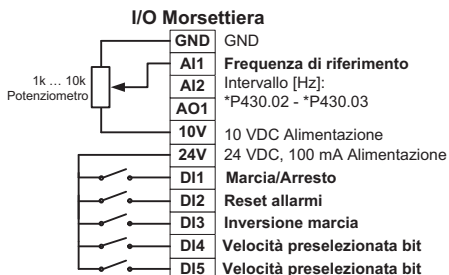 I/O Morsettiera
GND GND
AI1 Frequenza di riferimento
1k ... 10k
Potenziometro
AI2 Intervallo [Hz]:
*P430.02 - *P430.03
AO1
10V 10 VDC Alimentazione
24V 24 VDC, 100 mA Alimentazione
DI1 Marcia/Arresto
DI2 Reset allarmi
DI3 Inversione marcia
DI4 Velocità preselezionata bit
DI5 Velocità preselezionata bit